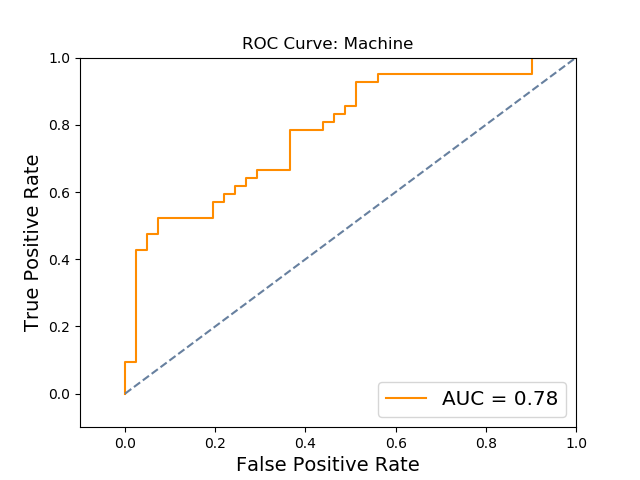 ROC Curve: Machine
1.0
0.8
0.6
0.4
0.2
0.0
True Positive Rate
AUC = 0.78
0.0 0.2 0.4 0.6 0.8 1.0
False Positive Rate